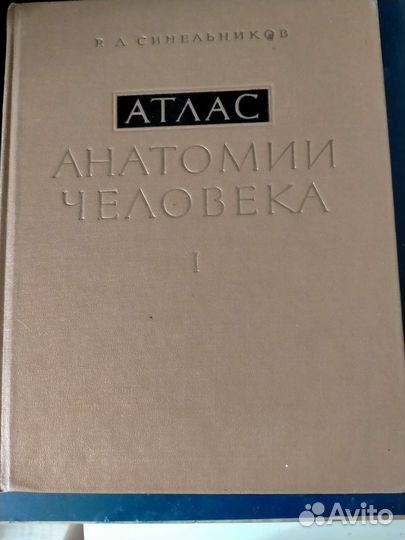 Р. Д. СИНЕЛЬНИКОВ
АТЛАС
АНАТОМИИ
ЧЕЛОВЕКА
I
Avito